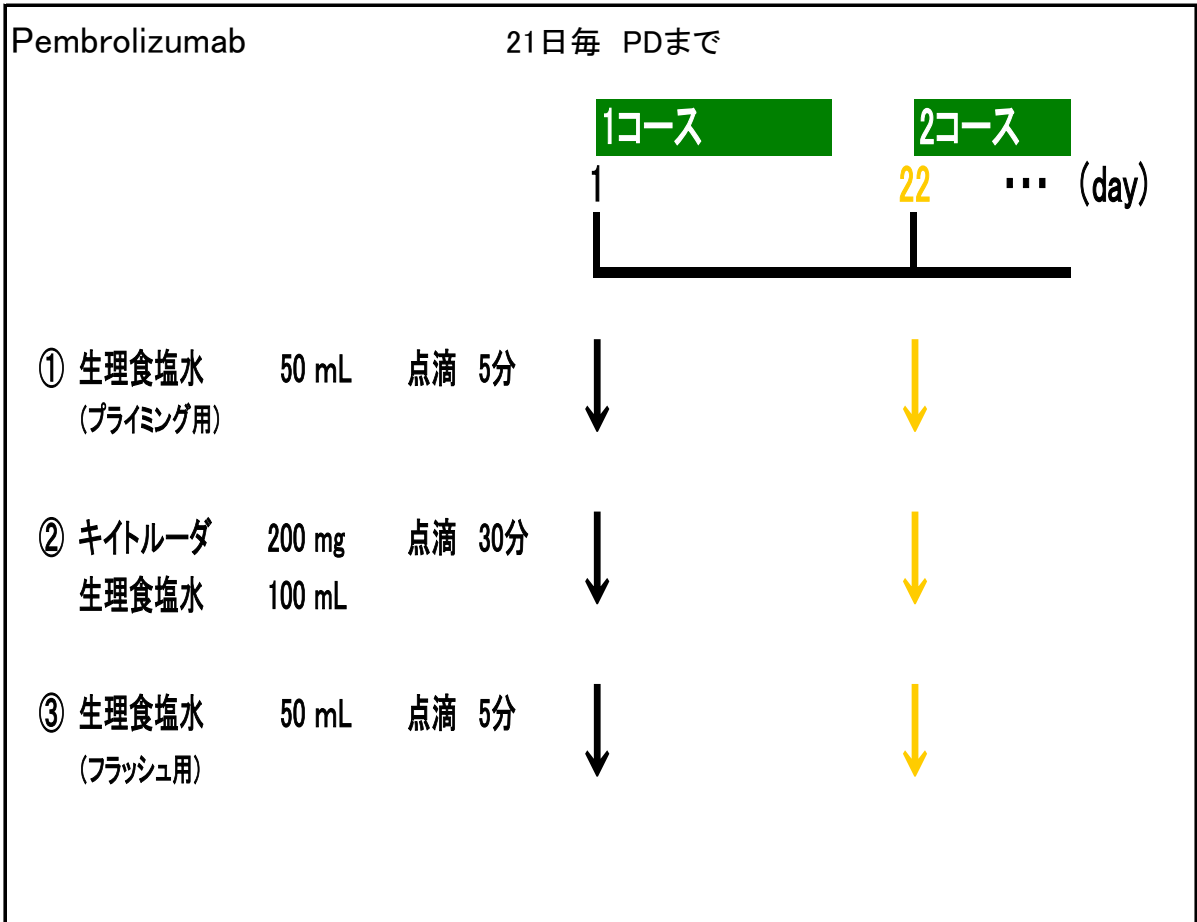 Pembrolizumab 21日毎 PDまで
1コース 2コース
1 22 ･･･ (day)
① 生理食塩水 50 mL 点滴 5分
(プライミング用)
② キイトルーダ 200 mg 点滴 30分
生理食塩水 100 mL
③ 生理食塩水 50 mL 点滴 5分
(フラッシュ用)